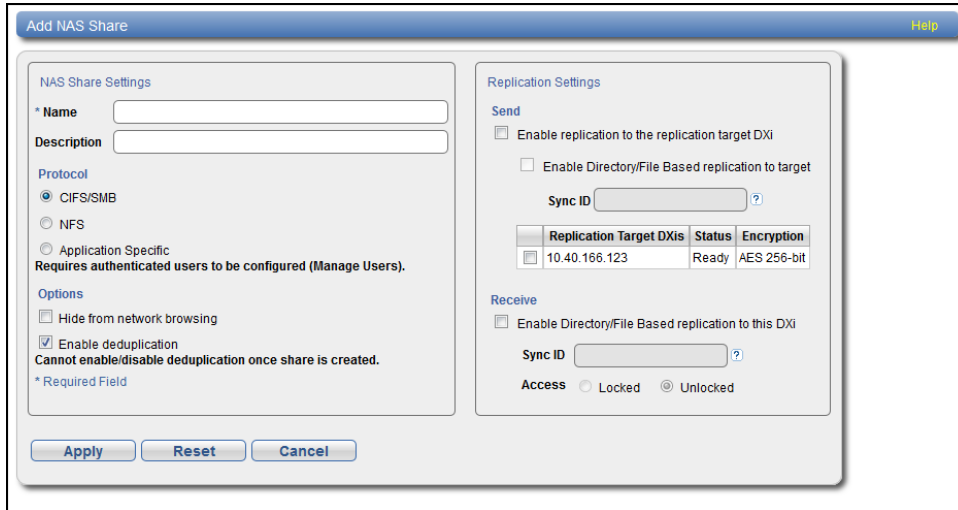 Add NAS Share
Help
NAS Share Settings
* Name
Description
Protocol
CIFS/SMB
NFS
Application Specific
Requires authenticated users to be configured (Manage Users).
Options
Hide from network browsing
Enable deduplication
Cannot enable/disable deduplication once share is created.
* Required Field
Replication Settings
Send
Enable replication to the replication target DXi
Enable Directory/File Based replication to target
Sync ID ?
Replication Target DXis Status Encryption
10.40.166.123 Ready AES 256-bit
Receive
Enable Directory/File Based replication to this DXi
Sync ID ?
Access Locked Unlocked
Apply Reset Cancel